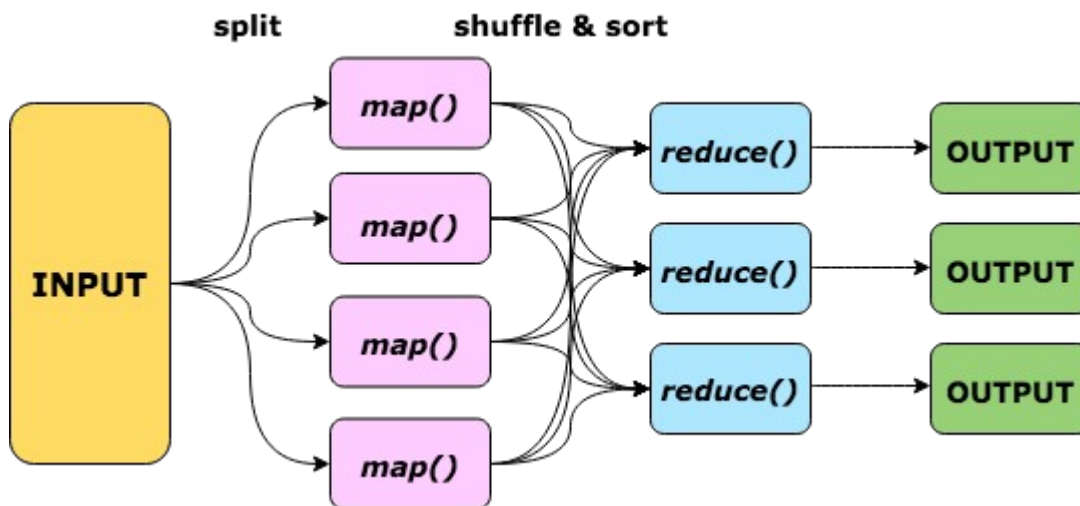 split
shuffle & sort
INPUT
map()
map()
map()
map()
reduce()
reduce()
reduce()
OUTPUT
OUTPUT
OUTPUT